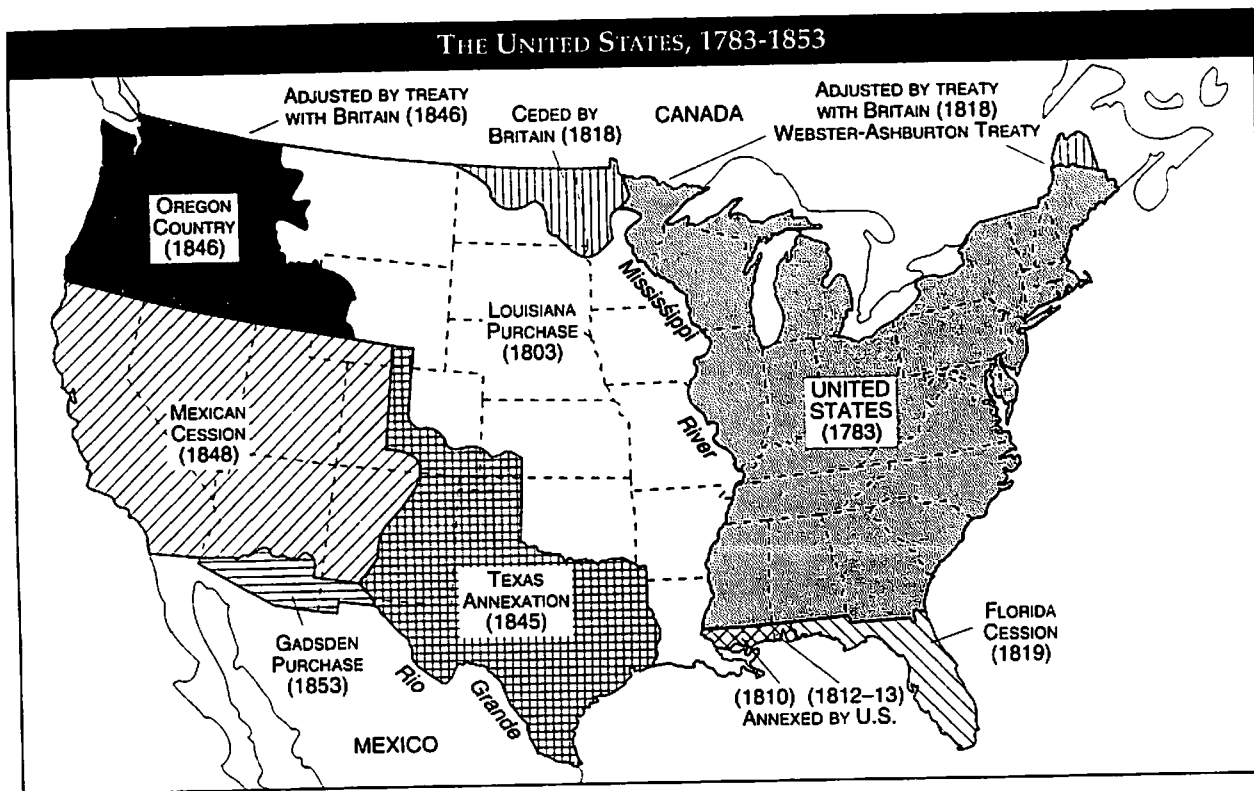 THE UNITED STATES, 1783-1853
ADJUSTED BY TREATY
WITH BRITAIN (1846)
CEDED BY
BRITAIN (1818)
CANADA
ADJUSTED BY TREATY
WITH BRITAIN (1818)
WEBSTER-ASHBURTON TREATY
OREGON
COUNTRY
(1846)
Mississippi
River
LOUISIANA
PURCHASE
(1803)
UNITED
STATES
(1783)
MEXICAN
CESSION
(1848)
TEXAS
ANNEXATION
(1845)
GADSDEN
PURCHASE
(1853)
Rio
Grande
MEXICO
(1810) (1812–13)
ANNEXED BY U.S.
FLORIDA
CESSION
(1819)